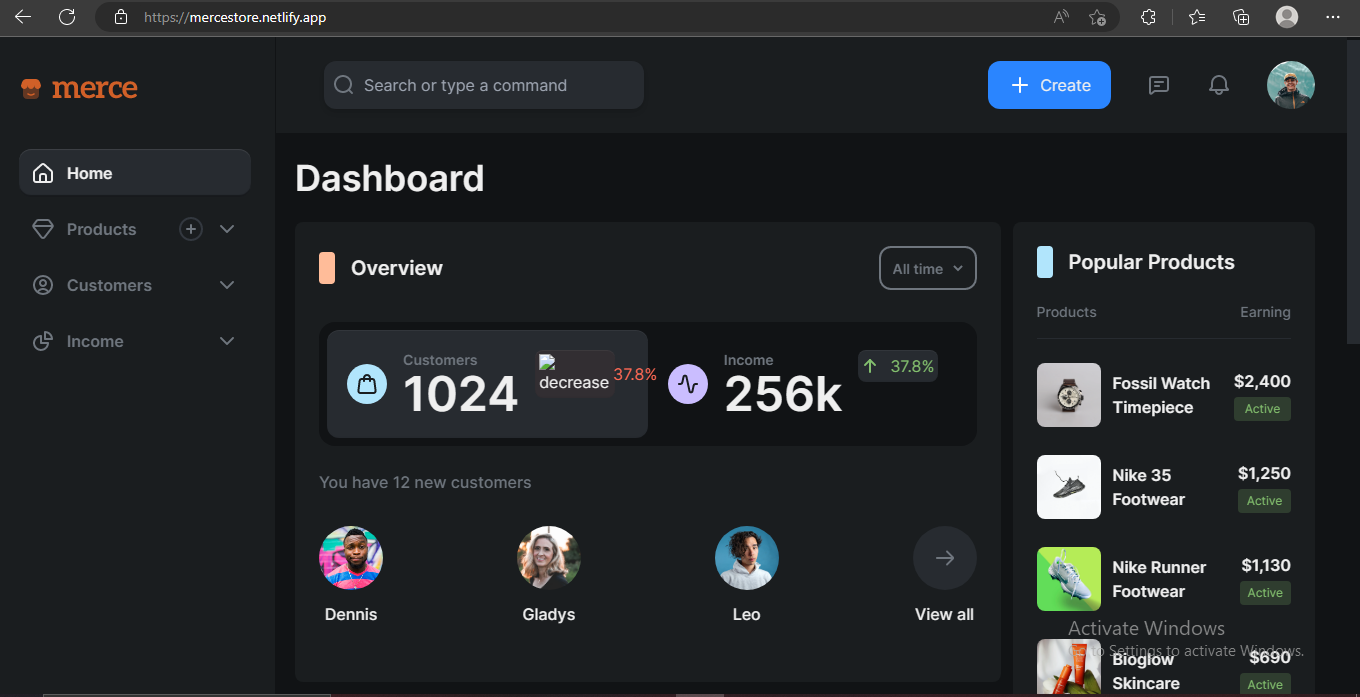 https://mercestore.netlify.app
merce
Search or type a command
+ Create
Home
Products
Customers
Income
Dashboard
Overview
All time
Customers
1024
decrease
37.8%
Income
256k
37.8%
You have 12 new customers
Dennis
Gladys
Leo
View all
Popular Products
Products Earning
Fossil Watch
Timepiece
$2,400
Active
Nike 35
Footwear
$1,250
Active
Nike Runner
Footwear
$1,130
Active
Bioglow
Skincare
$690
Active
Activate Windows
Go to Settings to activate Windows.